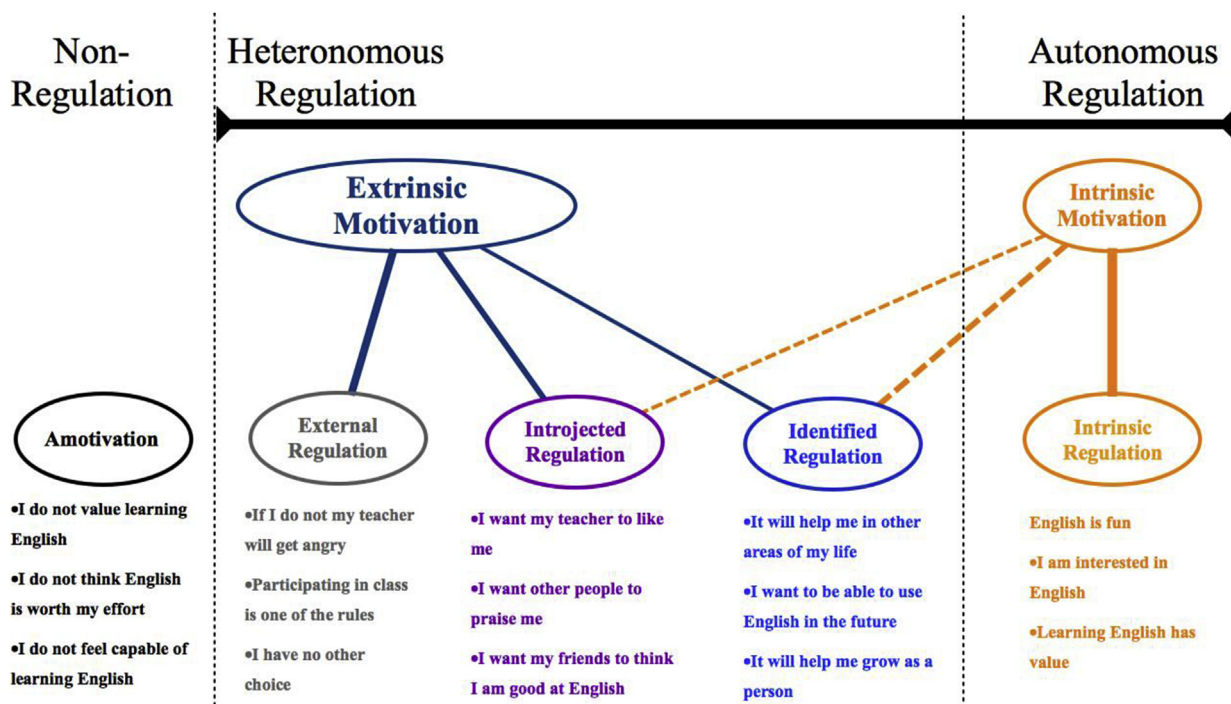 Non-
Regulation
Heteronomous
Regulation
Autonomous
Regulation
Extrinsic
Motivation
Intrinsic
Motivation
Amotivation
External
Regulation
Introjected
Regulation
Identified
Regulation
Intrinsic
Regulation
•I do not value learning
English
•I do not think English
is worth my effort
•I do not feel capable of
learning English
•If I do not my teacher
will get angry
•Participating in class
is one of the rules
•I have no other
choice
•I want my teacher to like
me
•I want other people to
praise me
•I want my friends to think
I am good at English
•It will help me in other
areas of my life
•I want to be able to use
English in the future
•It will help me grow as a
person
English is fun
•I am interested in
English
•Learning English has
value